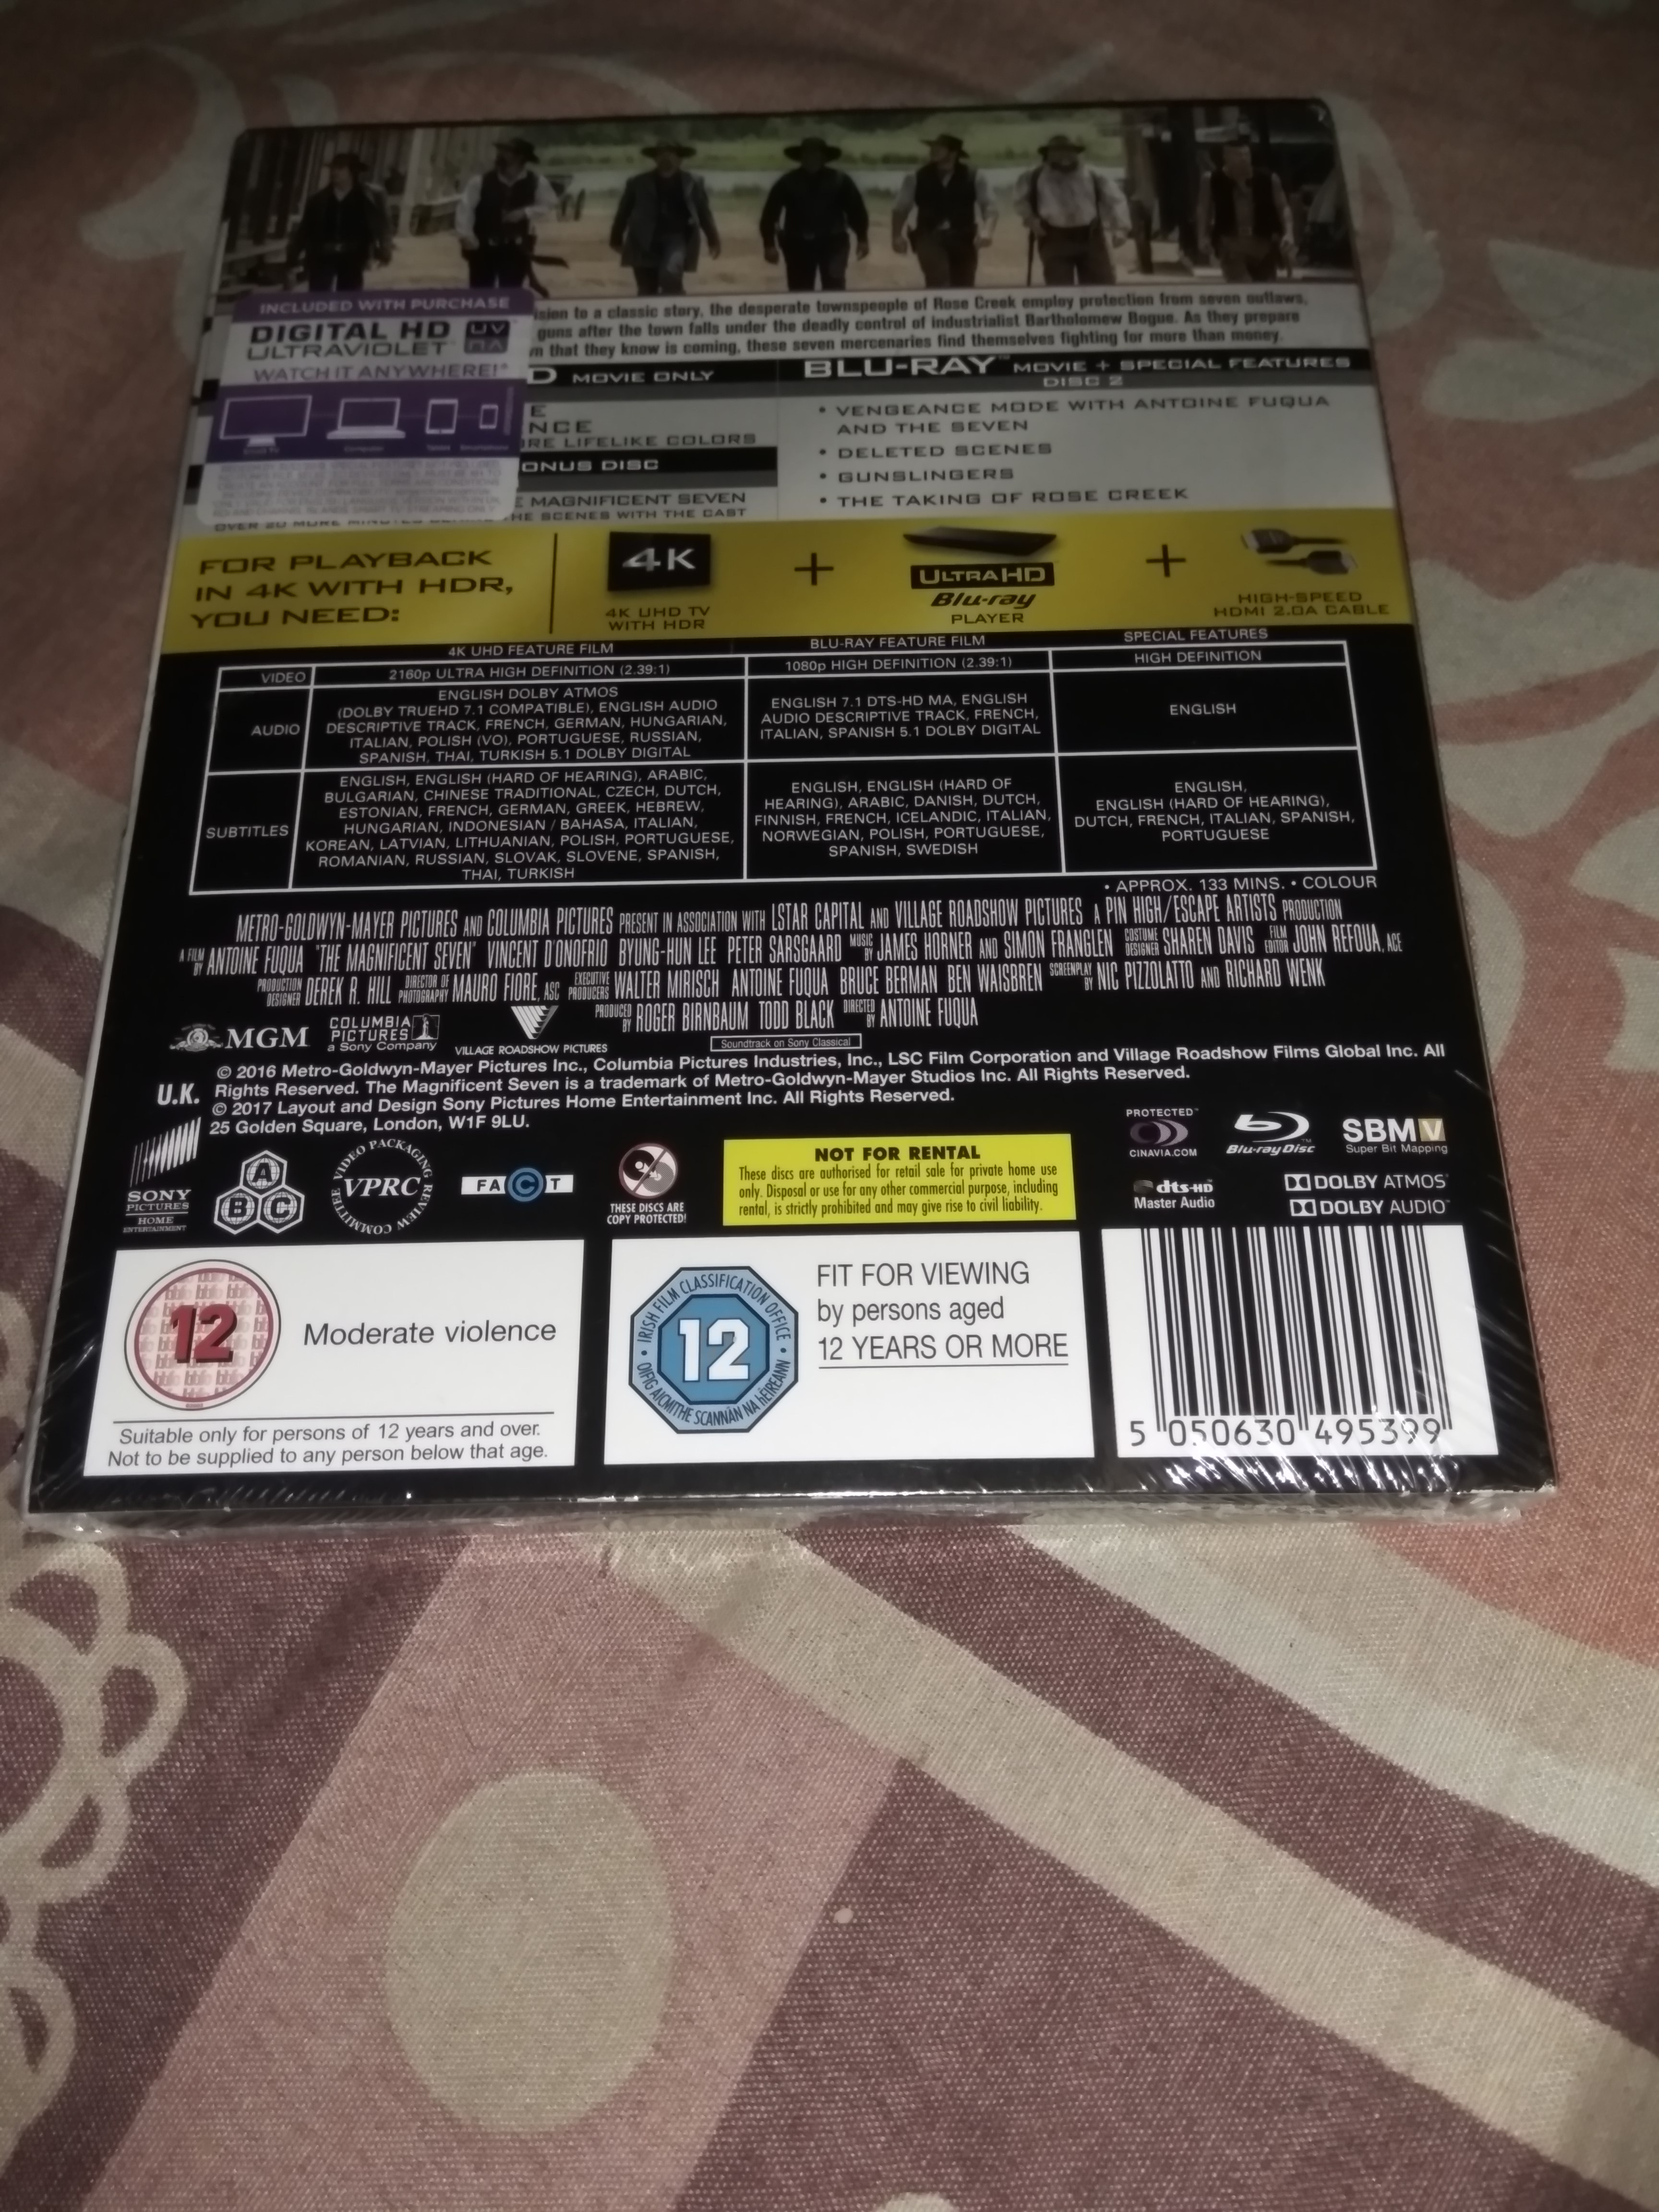 INCLUDED WITH PURCHASE
DIGITAL HD
ULTRAVIOLET
UV
WATCH IT ANYWHERE!
to a classic story, the desperate townspeople of Rose Creek employ protection from seven outlaws,
guns after the town falls under the deadly control of industrialist Bartholomew Bogue. As they prepare
that they know is coming, these seven mercenaries find themselves fighting for more than money.
D MOVIE ONLY
BLU-RAY™ MOVIE + SPECIAL FEATURES
DISC 2
E
NCE
RE LIFELIKE COLORS
ONUS DISC
E MAGNIFICENT SEVEN
HE SCENES WITH THE CAST
• VENGEANCE MODE WITH ANTOINE FUQUA
AND THE SEVEN
• DELETED SCENES
• GUNSLINGERS
• THE TAKING OF ROSE CREEK
FOR PLAYBACK
IN 4K WITH HDR,
YOU NEED:
4K
4K UHD TV
WITH HDR
+
ULTRA HD
Blu-ray
PLAYER
+
HIGH-SPEED
HDMI 2.0A CABLE
4K UHD FEATURE FILM
BLU-RAY FEATURE FILM
SPECIAL FEATURES
VIDEO
2160p ULTRA HIGH DEFINITION (2.39:1)
1080p HIGH DEFINITION (2.39:1)
HIGH DEFINITION
AUDIO
ENGLISH DOLBY ATMOS
(DOLBY TRUEHD 7.1 COMPATIBLE), ENGLISH AUDIO
DESCRIPTIVE TRACK, FRENCH, GERMAN, HUNGARIAN,
ITALIAN, POLISH (VO), PORTUGUESE, RUSSIAN,
SPANISH, THAI, TURKISH 5.1 DOLBY DIGITAL
ENGLISH 7.1 DTS-HD MA, ENGLISH
AUDIO DESCRIPTIVE TRACK, FRENCH,
ITALIAN, SPANISH 5.1 DOLBY DIGITAL
ENGLISH
SUBTITLES
ENGLISH, ENGLISH (HARD OF HEARING), ARABIC,
BULGARIAN, CHINESE TRADITIONAL, CZECH, DUTCH,
ESTONIAN, FRENCH, GERMAN, GREEK, HEBREW,
HUNGARIAN, INDONESIAN / BAHASA, ITALIAN,
KOREAN, LATVIAN, LITHUANIAN, POLISH, PORTUGUESE,
ROMANIAN, RUSSIAN, SLOVAK, SLOVENE, SPANISH,
THAI, TURKISH
ENGLISH, ENGLISH (HARD OF
HEARING), ARABIC, DANISH, DUTCH,
FINNISH, FRENCH, ICELANDIC, ITALIAN,
NORWEGIAN, POLISH, PORTUGUESE,
SPANISH, SWEDISH
ENGLISH,
ENGLISH (HARD OF HEARING),
DUTCH, FRENCH, ITALIAN, SPANISH,
PORTUGUESE
• APPROX. 133 MINS. • COLOUR
METRO-GOLDWYN-MAYER PICTURES AND COLUMBIA PICTURES PRESENT IN ASSOCIATION WITH LSTAR CAPITAL AND VILLAGE ROADSHOW PICTURES A PIN HIGH/ESCAPE ARTISTS PRODUCTION
A FILM BY ANTOINE FUQUA "THE MAGNIFICENT SEVEN" VINCENT D'ONOFRIO BYUNG-HUN LEE PETER SARSGAARD MUSIC BY JAMES HORNER AND SIMON FRANGLEN COSTUME DESIGNER SHAREN DAVIS FILM EDITOR JOHN REFOUA, ACE
PRODUCTION DESIGNER DEREK R. HILL DIRECTOR OF PHOTOGRAPHY MAURO FIORE, ASC EXECUTIVE PRODUCERS WALTER MIRISCH ANTOINE FUQUA BRUCE BERMAN BEN WAISBREN SCREENPLAY BY NIC PIZZOLATTO AND RICHARD WENK
PRODUCED BY ROGER BIRNBAUM TODD BLACK DIRECTED BY ANTOINE FUQUA
MGM
COLUMBIA
PICTURES
a Sony Company
VILLAGE ROADSHOW PICTURES
Soundtrack on Sony Classical
© 2016 Metro-Goldwyn-Mayer Pictures Inc., Columbia Pictures Industries, Inc., LSC Film Corporation and Village Roadshow Films Global Inc. All
U.K. Rights Reserved. The Magnificent Seven is a trademark of Metro-Goldwyn-Mayer Studios Inc. All Rights Reserved.
© 2017 Layout and Design Sony Pictures Home Entertainment Inc. All Rights Reserved.
25 Golden Square, London, W1F 9LU.
SONY
PICTURES
HOME
ENTERTAINMENT
A
B C
VIDEO PACKAGING REVIEW COMMITTEE
VPRC
FACT
THESE DISCS ARE
COPY PROTECTED!
NOT FOR RENTAL
These discs are authorised for retail sale for private home use
only. Disposal or use for any other commercial purpose, including
rental, is strictly prohibited and may give rise to civil liability.
PROTECTED™
CINAVIA.COM
Blu-ray Disc™
SBMV
Super Bit Mapping
dts-HD
Master Audio
DOLBY ATMOS
DOLBY AUDIO™
12
Moderate violence
Suitable only for persons of 12 years and over.
Not to be supplied to any person below that age.
IRISH FILM CLASSIFICATION OFFICE
12
OIFIG AICMITHE SCANNÁN NA hÉIREANN
FIT FOR VIEWING
by persons aged
12 YEARS OR MORE
5 050630 495399